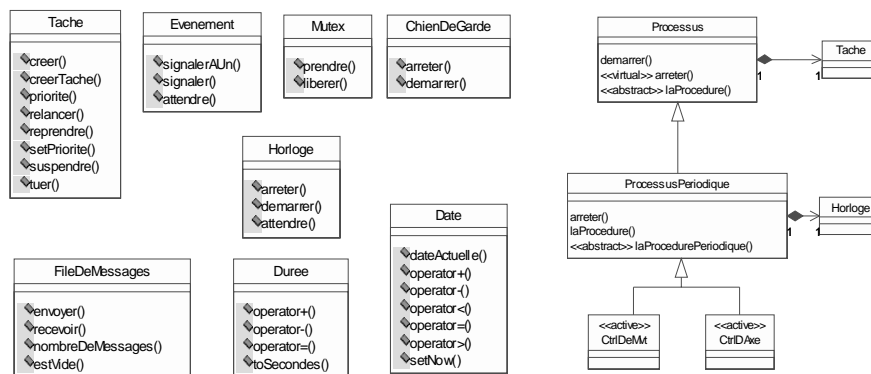 Tache
creer()
creerTache()
priorite()
relancer()
reprendre()
setPriorite()
suspendre()
tuer()
Evenement
signalerAUn()
signaler()
attendre()
Mutex
prendre()
liberer()
ChienDeGarde
arreter()
demarrer()
Horloge
arreter()
demarrer()
attendre()
Date
dateActuelle()
operator+()
operator-()
operator<()
operator=()
operator>()
setNow()
FileDeMessages
envoyer()
recevoir()
nombreDeMessages()
estVide()
Duree
operator+()
operator-()
operator=()
toSecondes()
Processus
demarrer()
<<virtual>> arreter()
<<abstract>> laProcedure()
1
1
Tache
ProcessusPeriodique
arreter()
laProcedure()
<<abstract>> laProcedurePeriodique()
1
1
Horloge
<<active>>
CtrlDeMvt
<<active>>
CtrlDAxe